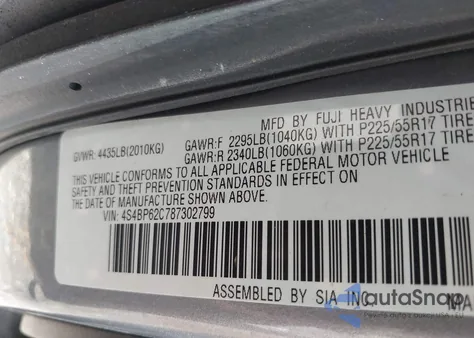 MFD BY FUJI HEAVY INDUSTRI
GVWR: 4435LB(2010KG) GAWR:F 2295LB(1040KG) WITH P225/55R17 TIRE
GAWR:R 2340LB(1060KG) WITH P225/55R17 TIRE
THIS VEHICLE CONFORMS TO ALL APPLICABLE FEDERAL MOTOR VEHICLE
SAFETY AND THEFT PREVENTION STANDARDS IN EFFECT ON
THE DATE OF MANUFACTURE SHOWN ABOVE.
VIN: 4S4BP62C787302799
ASSEMBLED BY SIA INC.
autoSnap